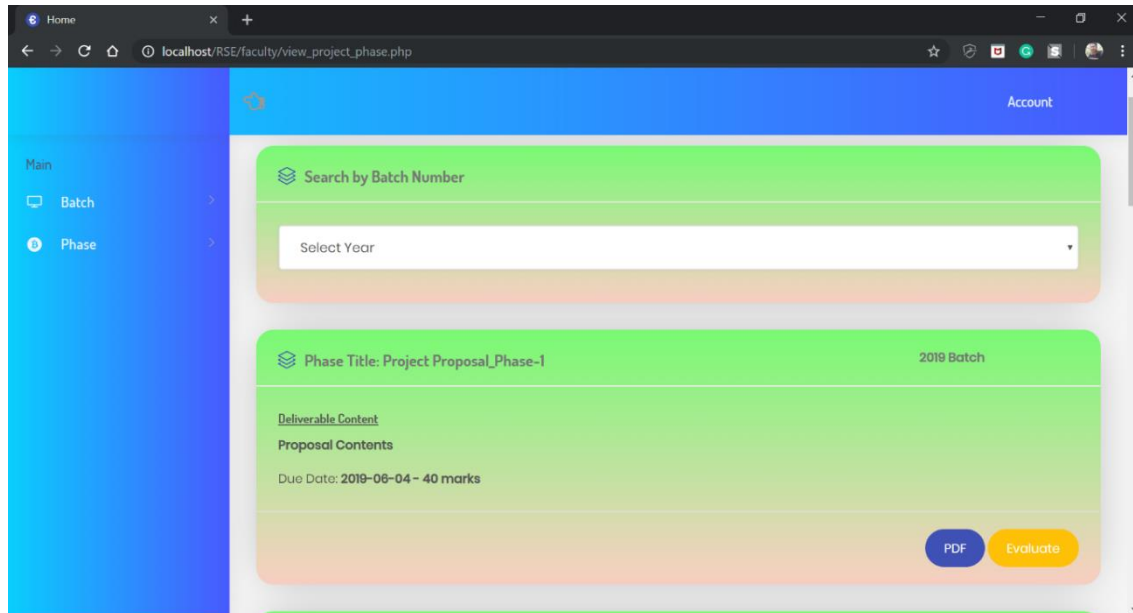 Home
localhost/RSE/faculty/view_project_phase.php
Account
Main
Batch
Phase
Search by Batch Number
Select Year
Phase Title: Project Proposal_Phase-1
2019 Batch
Deliverable Content
Proposal Contents
Due Date: 2019-06-04 - 40 marks
PDF
Evaluate